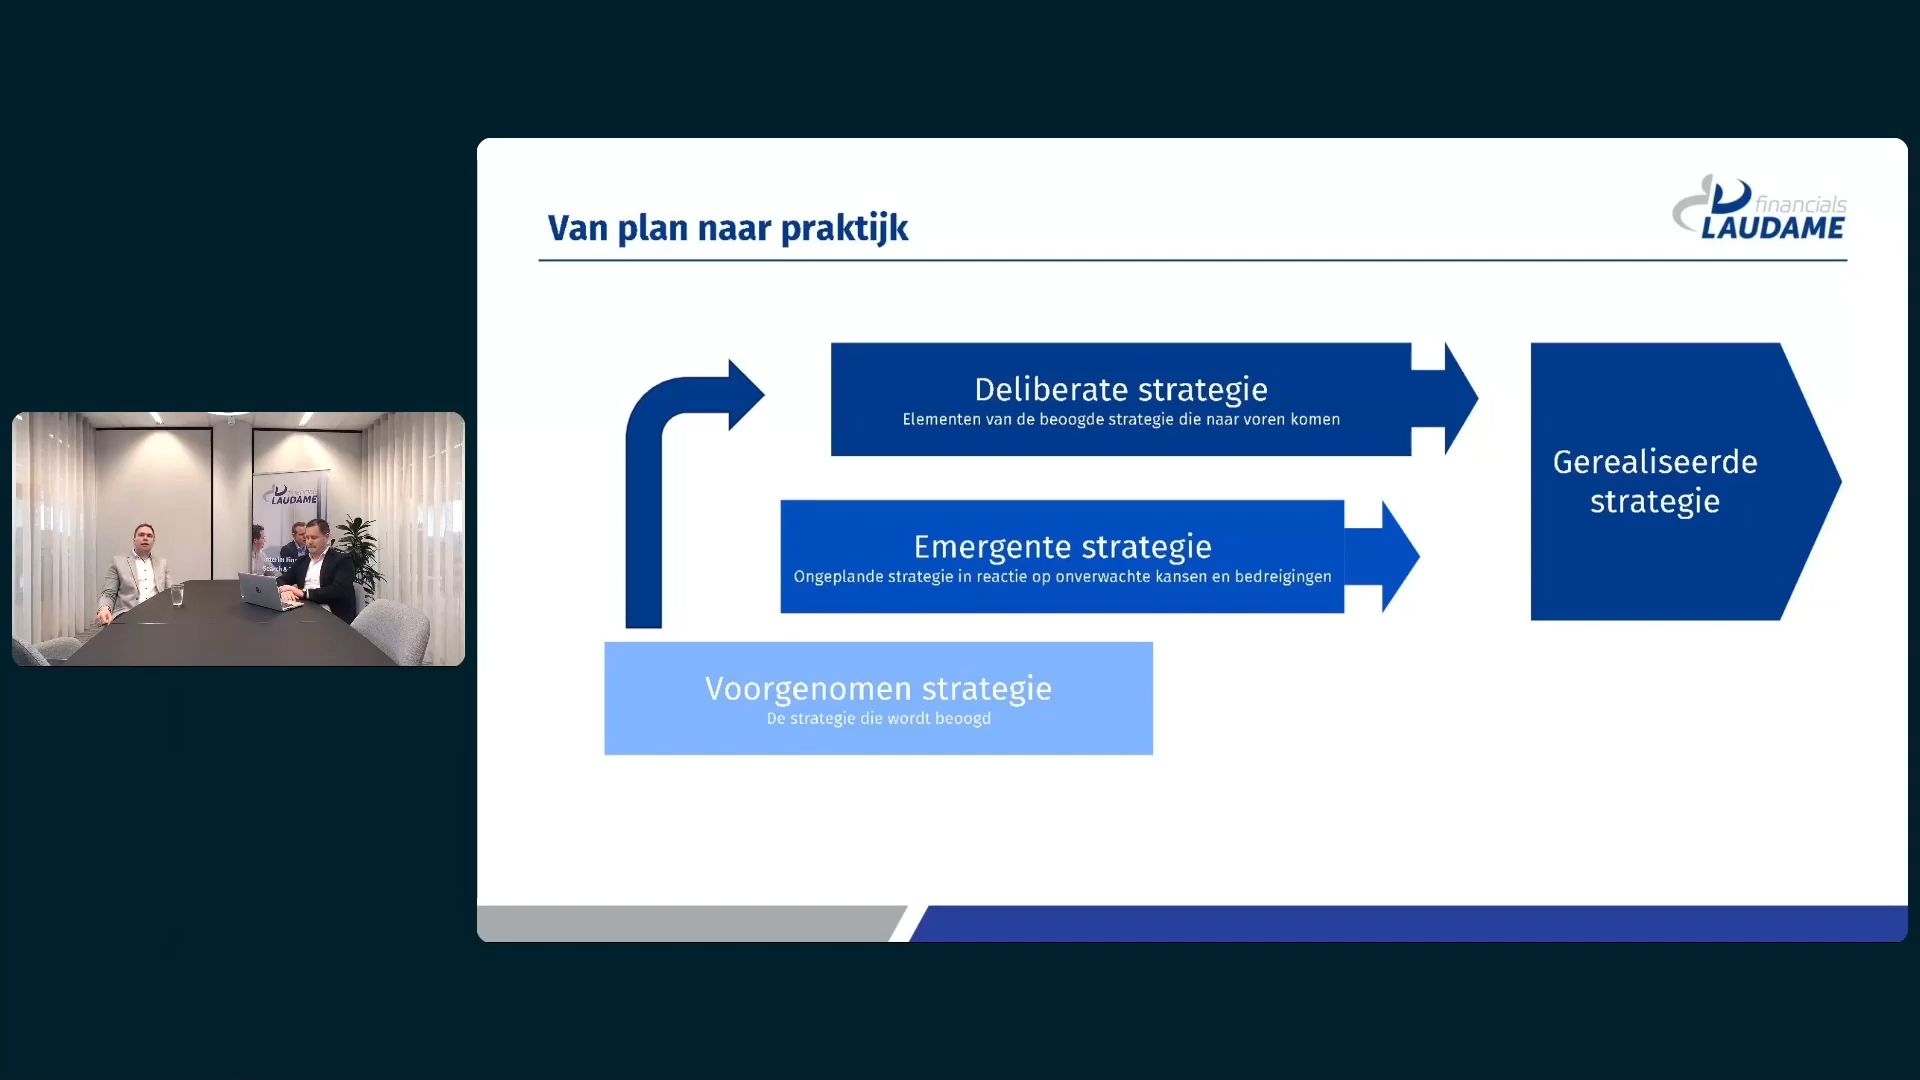 Van plan naar praktijk
financials
LAUDAME
Deliberate strategie
Elementen van de beoogde strategie die naar voren komen
Gerealiseerde
strategie
Emergente strategie
Ongeplande strategie in reactie op onverwachte kansen en bedreigingen
Voorgenomen strategie
De strategie die wordt beoogd
LAUDAME